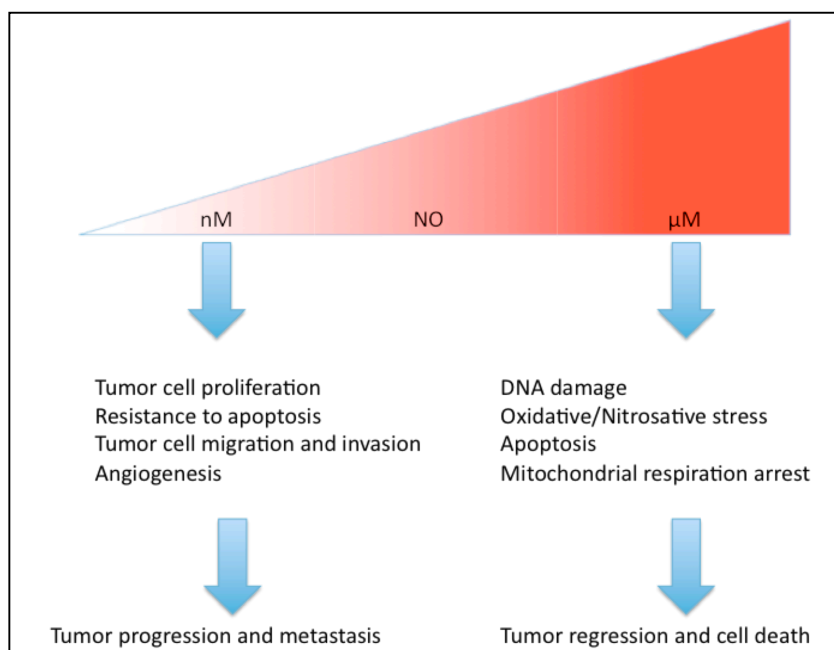 nM NO µM
Tumor cell proliferation
Resistance to apoptosis
Tumor cell migration and invasion
Angiogenesis
DNA damage
Oxidative/Nitrosative stress
Apoptosis
Mitochondrial respiration arrest
Tumor progression and metastasis
Tumor regression and cell death